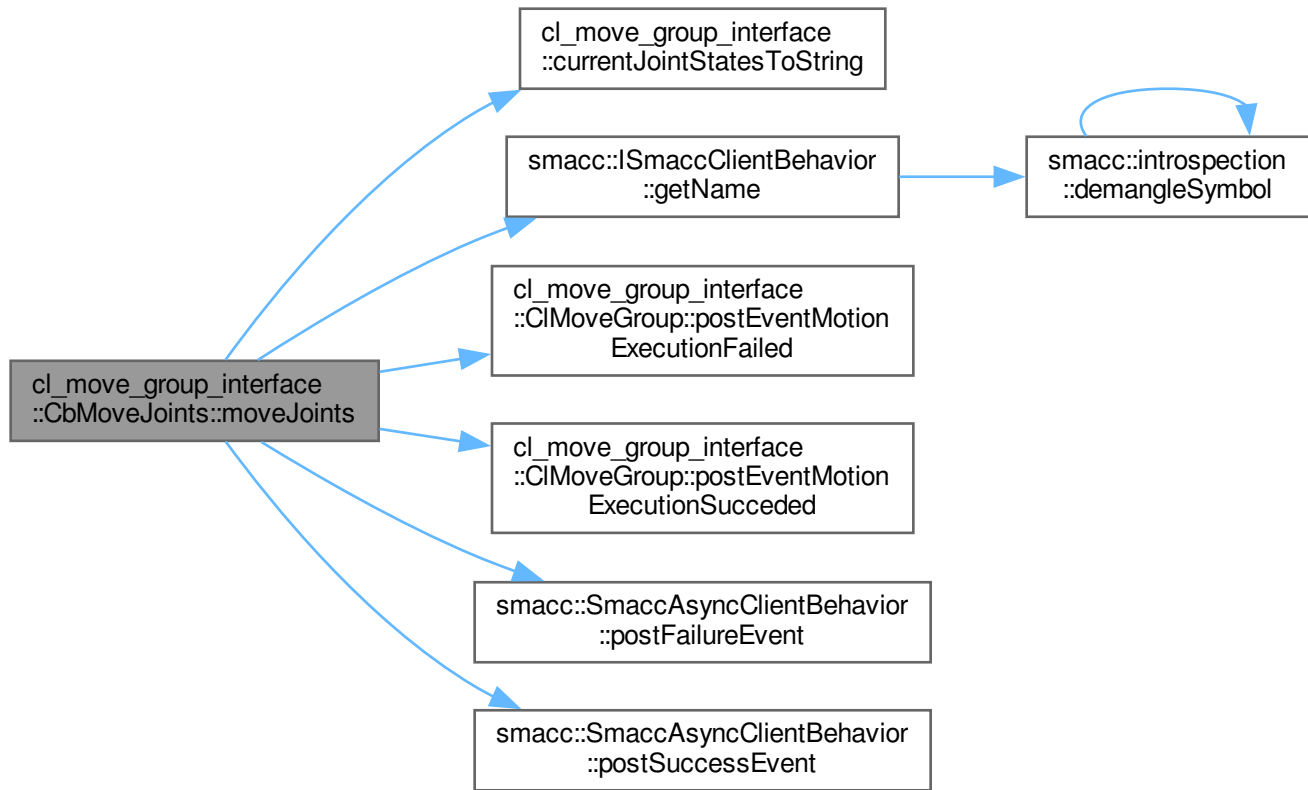 cl_move_group_interface
::currentJointStatesToString
smacc::ISmaccClientBehavior
::getName
smacc::introspection
::demangleSymbol
cl_move_group_interface
::ClMoveGroup::postEventMotion
ExecutionFailed
cl_move_group_interface
::CbMoveJoints::moveJoints
cl_move_group_interface
::ClMoveGroup::postEventMotion
ExecutionSucceded
smacc::SmaccAsyncClientBehavior
::postFailureEvent
smacc::SmaccAsyncClientBehavior
::postSuccessEvent